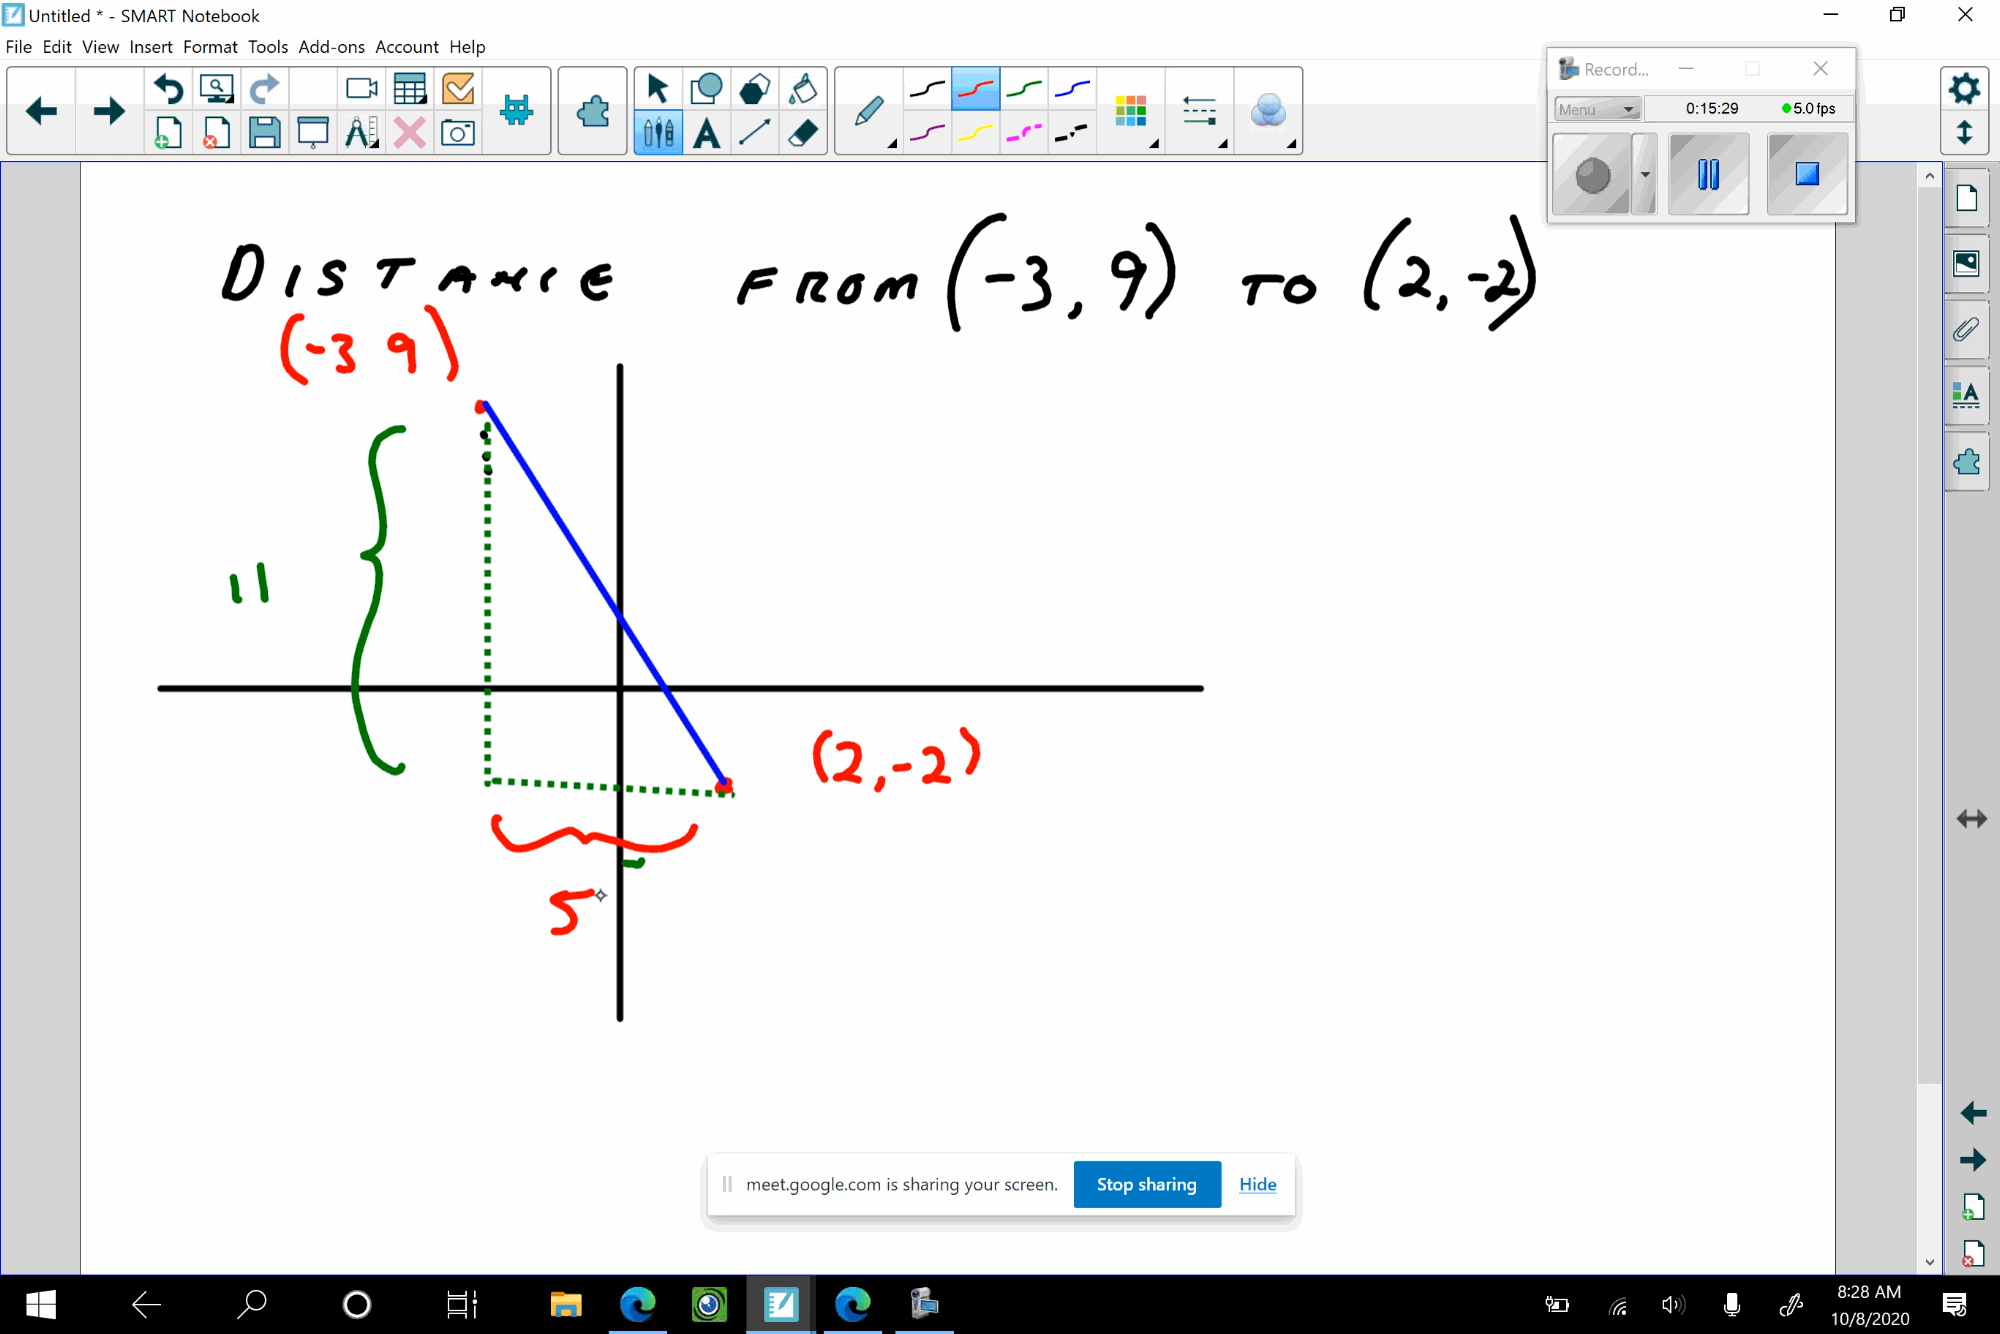 Untitled * - SMART Notebook
File Edit View Insert Format Tools Add-ons Account Help
Record...
Menu 0:15:29 5.0 fps
DISTANCE FROM (-3, 9) TO (2, -2)
(-3 9)
11
(2, -2)
5
meet.google.com is sharing your screen. Stop sharing Hide
8:28 AM
10/8/2020